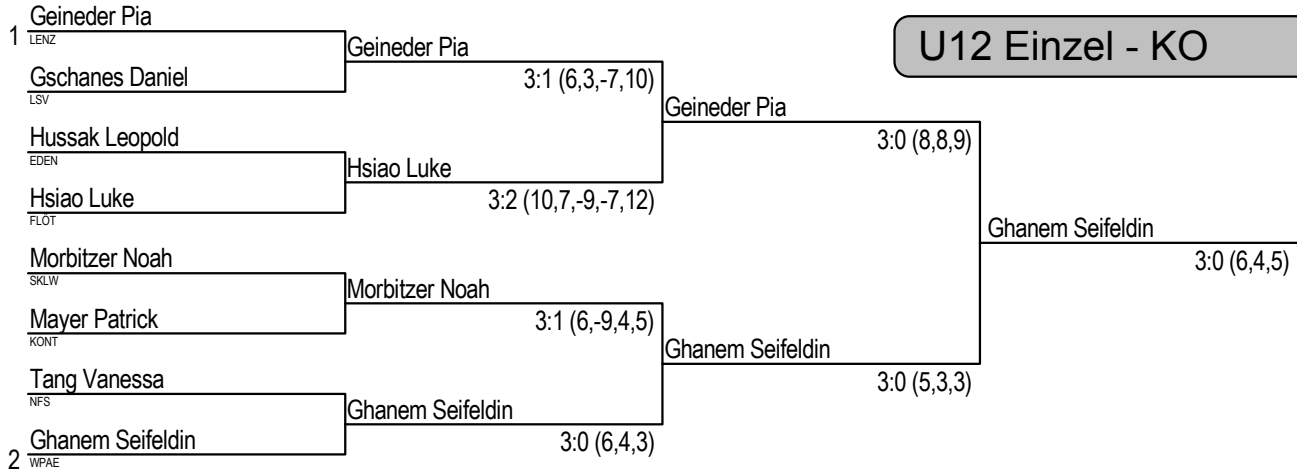 U12 Einzel - KO
1
Geineder Pia
LENZ
Gschanes Daniel
LSV
Hussak Leopold
EDEN
Hsiao Luke
FLÖT
Morbitzer Noah
SKLW
Mayer Patrick
KONT
Tang Vanessa
NFS
2
Ghanem Seifeldin
WPAE
Geineder Pia
3:1 (6,3,-7,10)
Hsiao Luke
3:2 (10,7,-9,-7,12)
Morbitzer Noah
3:1 (6,-9,4,5)
Ghanem Seifeldin
3:0 (6,4,3)
Geineder Pia
3:0 (8,8,9)
Ghanem Seifeldin
3:0 (5,3,3)
Ghanem Seifeldin
3:0 (6,4,5)